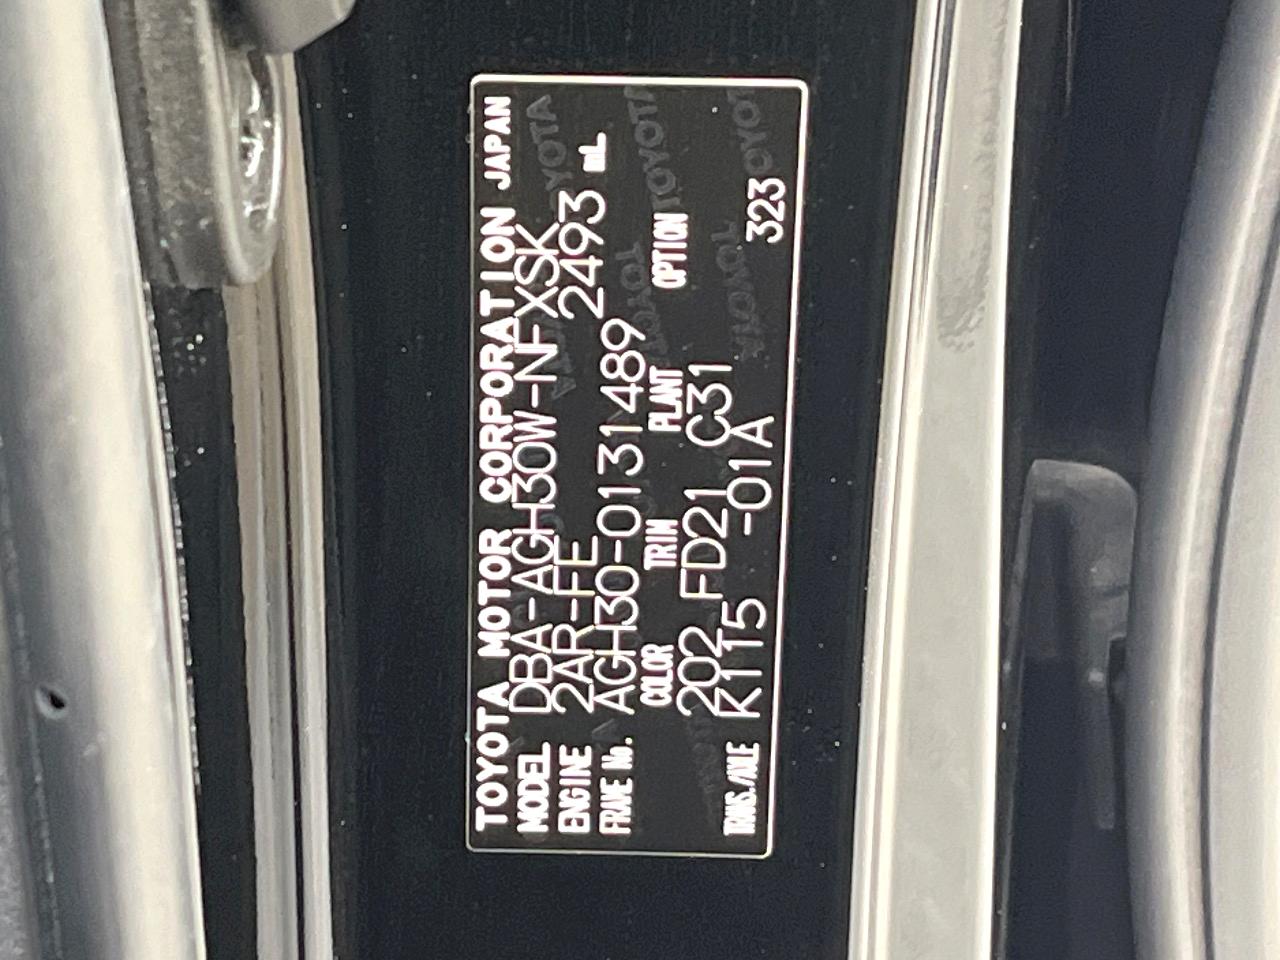 TOYOTA MOTOR CORPORATION JAPAN
MODEL DBA-AGH30W-NFXSK
ENGINE 2AR-FE 2493 mL
FRAME No. AGH30-0131489
COLOR TRIM PLANT OPTION
202 FD21 C31
TRANS./AXLE K115 -01A 323